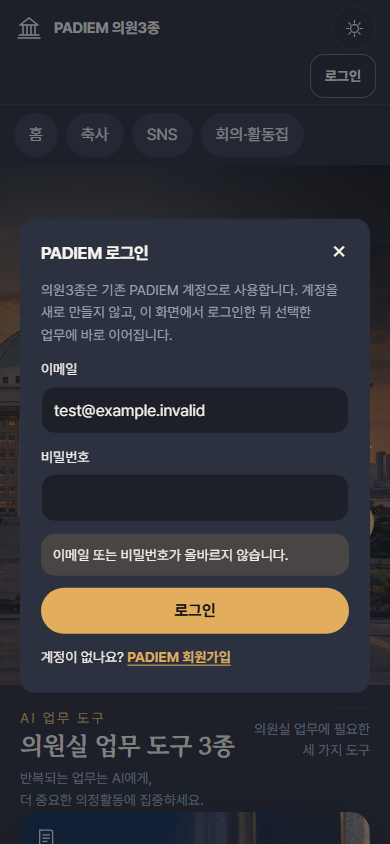 PADIEM 의원3종
로그인
홈 축사 SNS 회의·활동집
PADIEM 로그인 ×
의원3종은 기존 PADIEM 계정으로 사용합니다. 계정을
새로 만들지 않고, 이 화면에서 로그인한 뒤 선택한
업무에 바로 이어집니다.
이메일
test@example.invalid
비밀번호
이메일 또는 비밀번호가 올바르지 않습니다.
로그인
계정이 없나요? PADIEM 회원가입
AI 업무 도구
의원실 업무 도구 3종
의원실 업무에 필요한
세 가지 도구
반복되는 업무는 AI에게,
더 중요한 의정활동에 집중하세요.